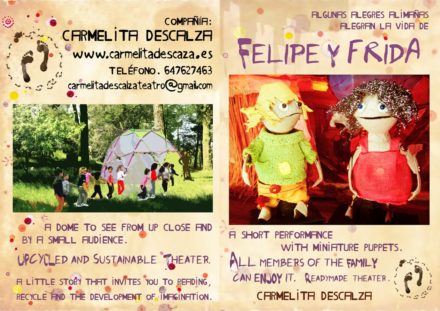 COMPAÑÍA:
CARMELITA DESCALZA
www.carmelitadescaza.es
TELÉFONO. 647627463
carmelitadescalzateatro@gmail.com
A DOME TO SEE FROM UP CLOSE AND
BY A SMALL AUDIENCE.
UPCYCLED AND SUSTAINABLE THEATER.
A LITTLE STORY THAT INVITES YOU TO READING,
RECYCLE AND THE DEVELOPMENT OF IMAGINATION.
ALGUNAS ALEGRES ALIMAÑAS
ALEGRAN LA VIDA DE
FELIPE Y FRIDA
A SHORT PERFORMANCE
WITH MINIATURE PUPPETS.
ALL MEMBERS OF THE FAMILY
CAN ENJOY IT. READYMADE THEATER.
CARMELITA DESCALZA